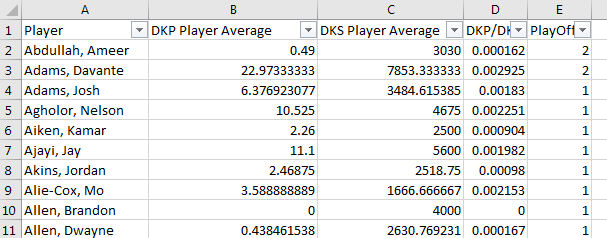 A B C D E
1 Player DKP Player Average DKS Player Average DKP/DK PlayOff
2 Abdullah, Ameer 0.49 3030 0.000162 2
3 Adams, Davante 22.97333333 7853.333333 0.002925 2
4 Adams, Josh 6.376923077 3484.615385 0.00183 1
5 Agholor, Nelson 10.525 4675 0.002251 1
6 Aiken, Kamar 2.26 2500 0.000904 1
7 Ajayi, Jay 11.1 5600 0.001982 1
8 Akins, Jordan 2.46875 2518.75 0.00098 1
9 Alie-Cox, Mo 3.588888889 1666.666667 0.002153 1
10 Allen, Brandon 0 4000 0 1
11 Allen, Dwayne 0.438461538 2630.769231 0.000167 1